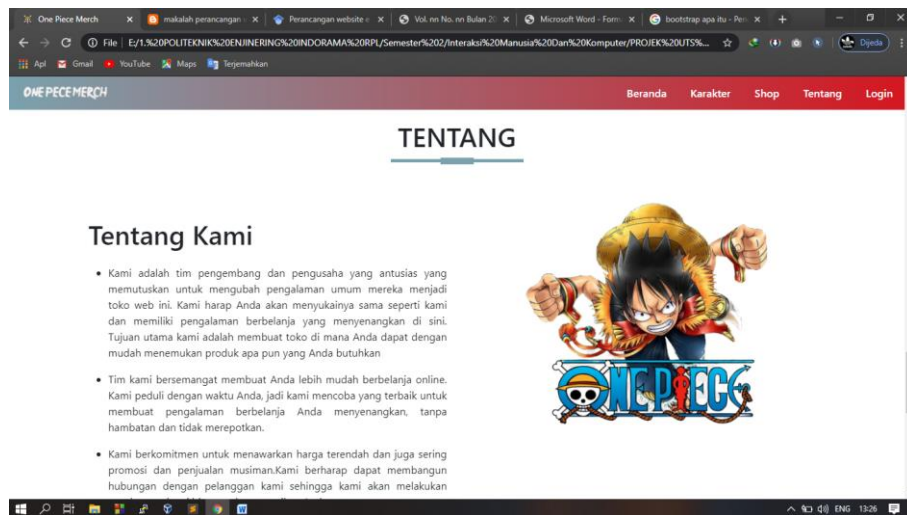 One Piece Merch
makalah perancangan
Perancangan website e
Vol. nn No. nn Bulan 20
Microsoft Word - Form
bootstrap apa itu - Pen
File
E:/1.%20POLITEKNIK%20ENJINERING%20INDORAMA%20RPL/Semester%202/Interaksi%20Manusia%20Dan%20Komputer/PROJEK%20UTS%...
Dijeda
Apl
Gmail
YouTube
Maps
Terjemahkan
ONE PECE MERCH
Beranda
Karakter
Shop
Tentang
Login
TENTANG
Tentang Kami
• Kami adalah tim pengembang dan pengusaha yang antusias yang
memutuskan untuk mengubah pengalaman umum mereka menjadi
toko web ini. Kami harap Anda akan menyukainya sama seperti kami
dan memiliki pengalaman berbelanja yang menyenangkan di sini.
Tujuan utama kami adalah membuat toko di mana Anda dapat dengan
mudah menemukan produk apa pun yang Anda butuhkan
• Tim kami bersemangat membuat Anda lebih mudah berbelanja online.
Kami peduli dengan waktu Anda, jadi kami mencoba yang terbaik untuk
membuat pengalaman berbelanja Anda menyenangkan, tanpa
hambatan dan tidak merepotkan.
• Kami berkomitmen untuk menawarkan harga terendah dan juga sering
promosi dan penjualan musiman.Kami berharap dapat membangun
hubungan dengan pelanggan kami sehingga kami akan melakukan
ONE PIECE
ENG
13:26